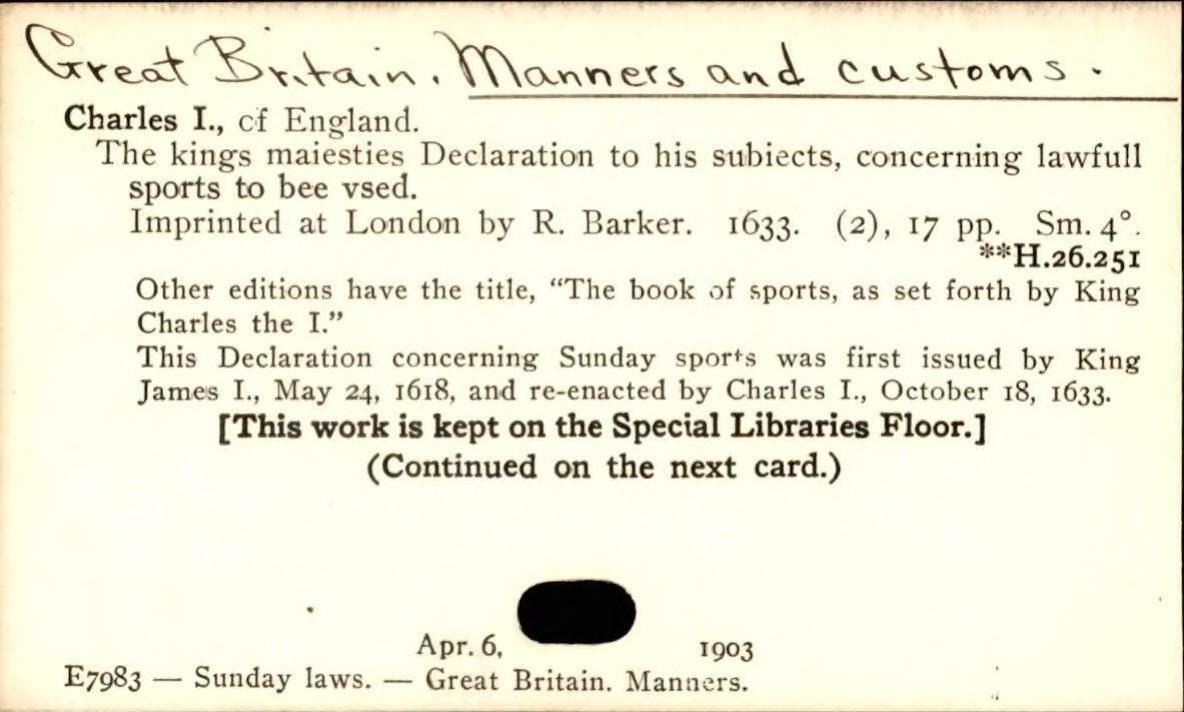 Great Britain. Manners and customs.
Charles I., of England.
The kings maiesties Declaration to his subiects, concerning lawfull
sports to bee vsed.
Imprinted at London by R. Barker. 1633. (2), 17 pp. Sm. 4°.
**H.26.251
Other editions have the title, “The book of sports, as set forth by King
Charles the I.”
This Declaration concerning Sunday sports was first issued by King
James I., May 24, 1618, and re-enacted by Charles I., October 18, 1633.
[This work is kept on the Special Libraries Floor.]
(Continued on the next card.)
Apr. 6, 1903
E7983 — Sunday laws. — Great Britain. Manners.